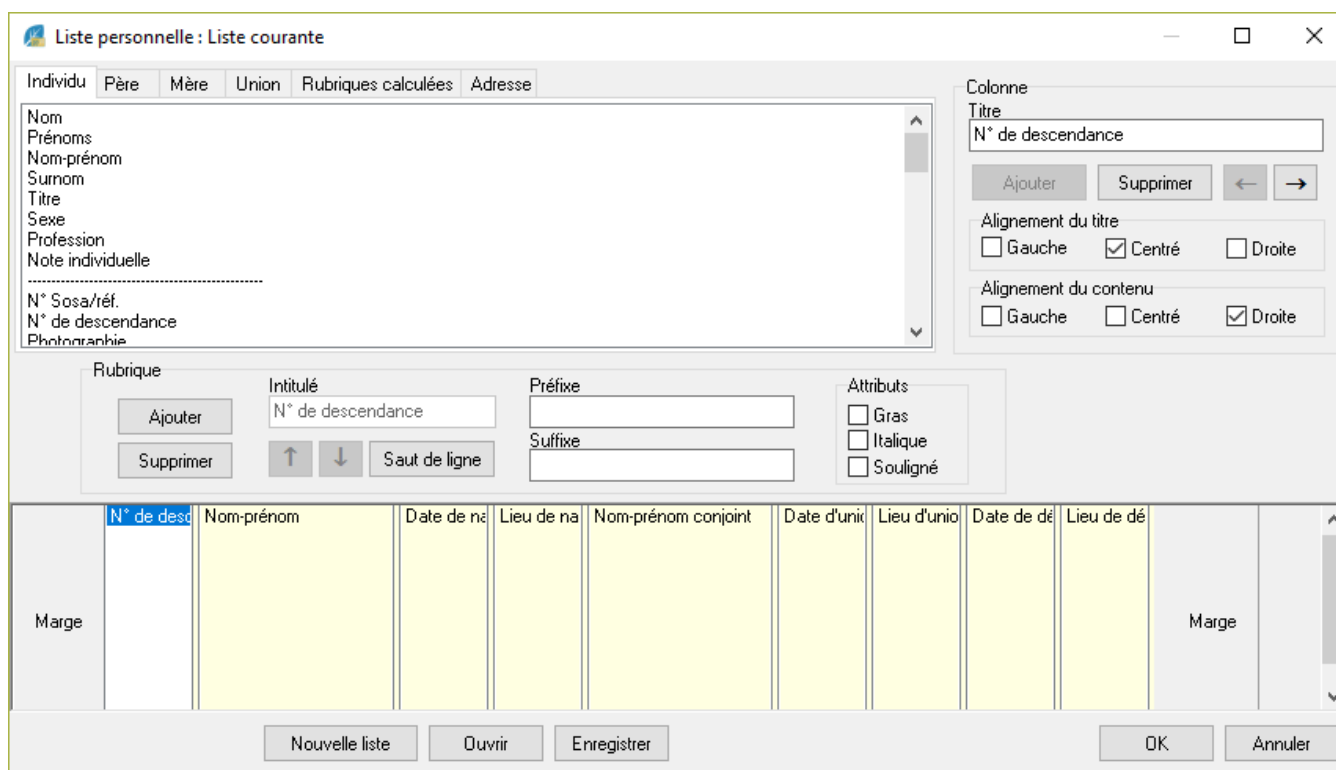 Liste personnelle : Liste courante
Individu Père Mère Union Rubriques calculées Adresse
Nom
Prénoms
Nom-prénom
Surnom
Titre
Sexe
Profession
Note individuelle
------------------------------------------------
N° Sosa/réf.
N° de descendance
Photographie
Colonne
Titre
N° de descendance
Ajouter Supprimer ← →
Alignement du titre
Gauche Centré Droite
Alignement du contenu
Gauche Centré Droite
Rubrique
Ajouter
Supprimer
Intitulé
N° de descendance
↑ ↓ Saut de ligne
Préfixe
Suffixe
Attributs
Gras
Italique
Souligné
N° de desc Nom-prénom Date de na Lieu de na Nom-prénom conjoint Date d'unio Lieu d'unio Date de dé Lieu de dé
Marge Marge
Nouvelle liste Ouvrir Enregistrer OK Annuler